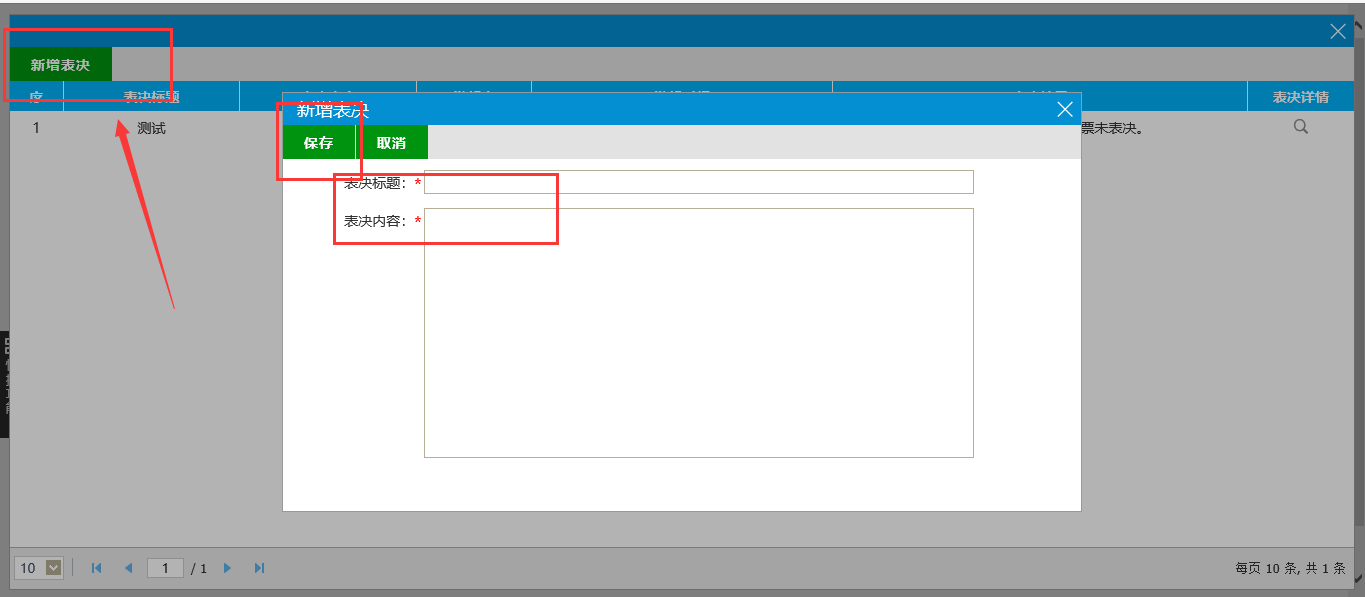 新增表决
序 表决标题 表决详情
1 测试 票未表决。
新增表决
保存 取消
表决标题：*
表决内容：*
10 1 / 1 每页 10 条, 共 1 条